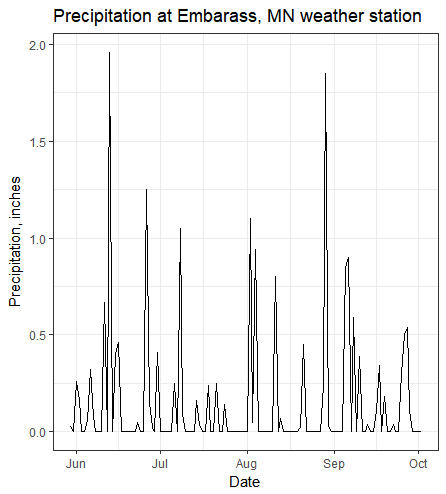 Precipitation at Embarass, MN weather station
Precipitation, inches
2.0
1.5
1.0
0.5
0.0
Jun Jul Aug Sep Oct
Date